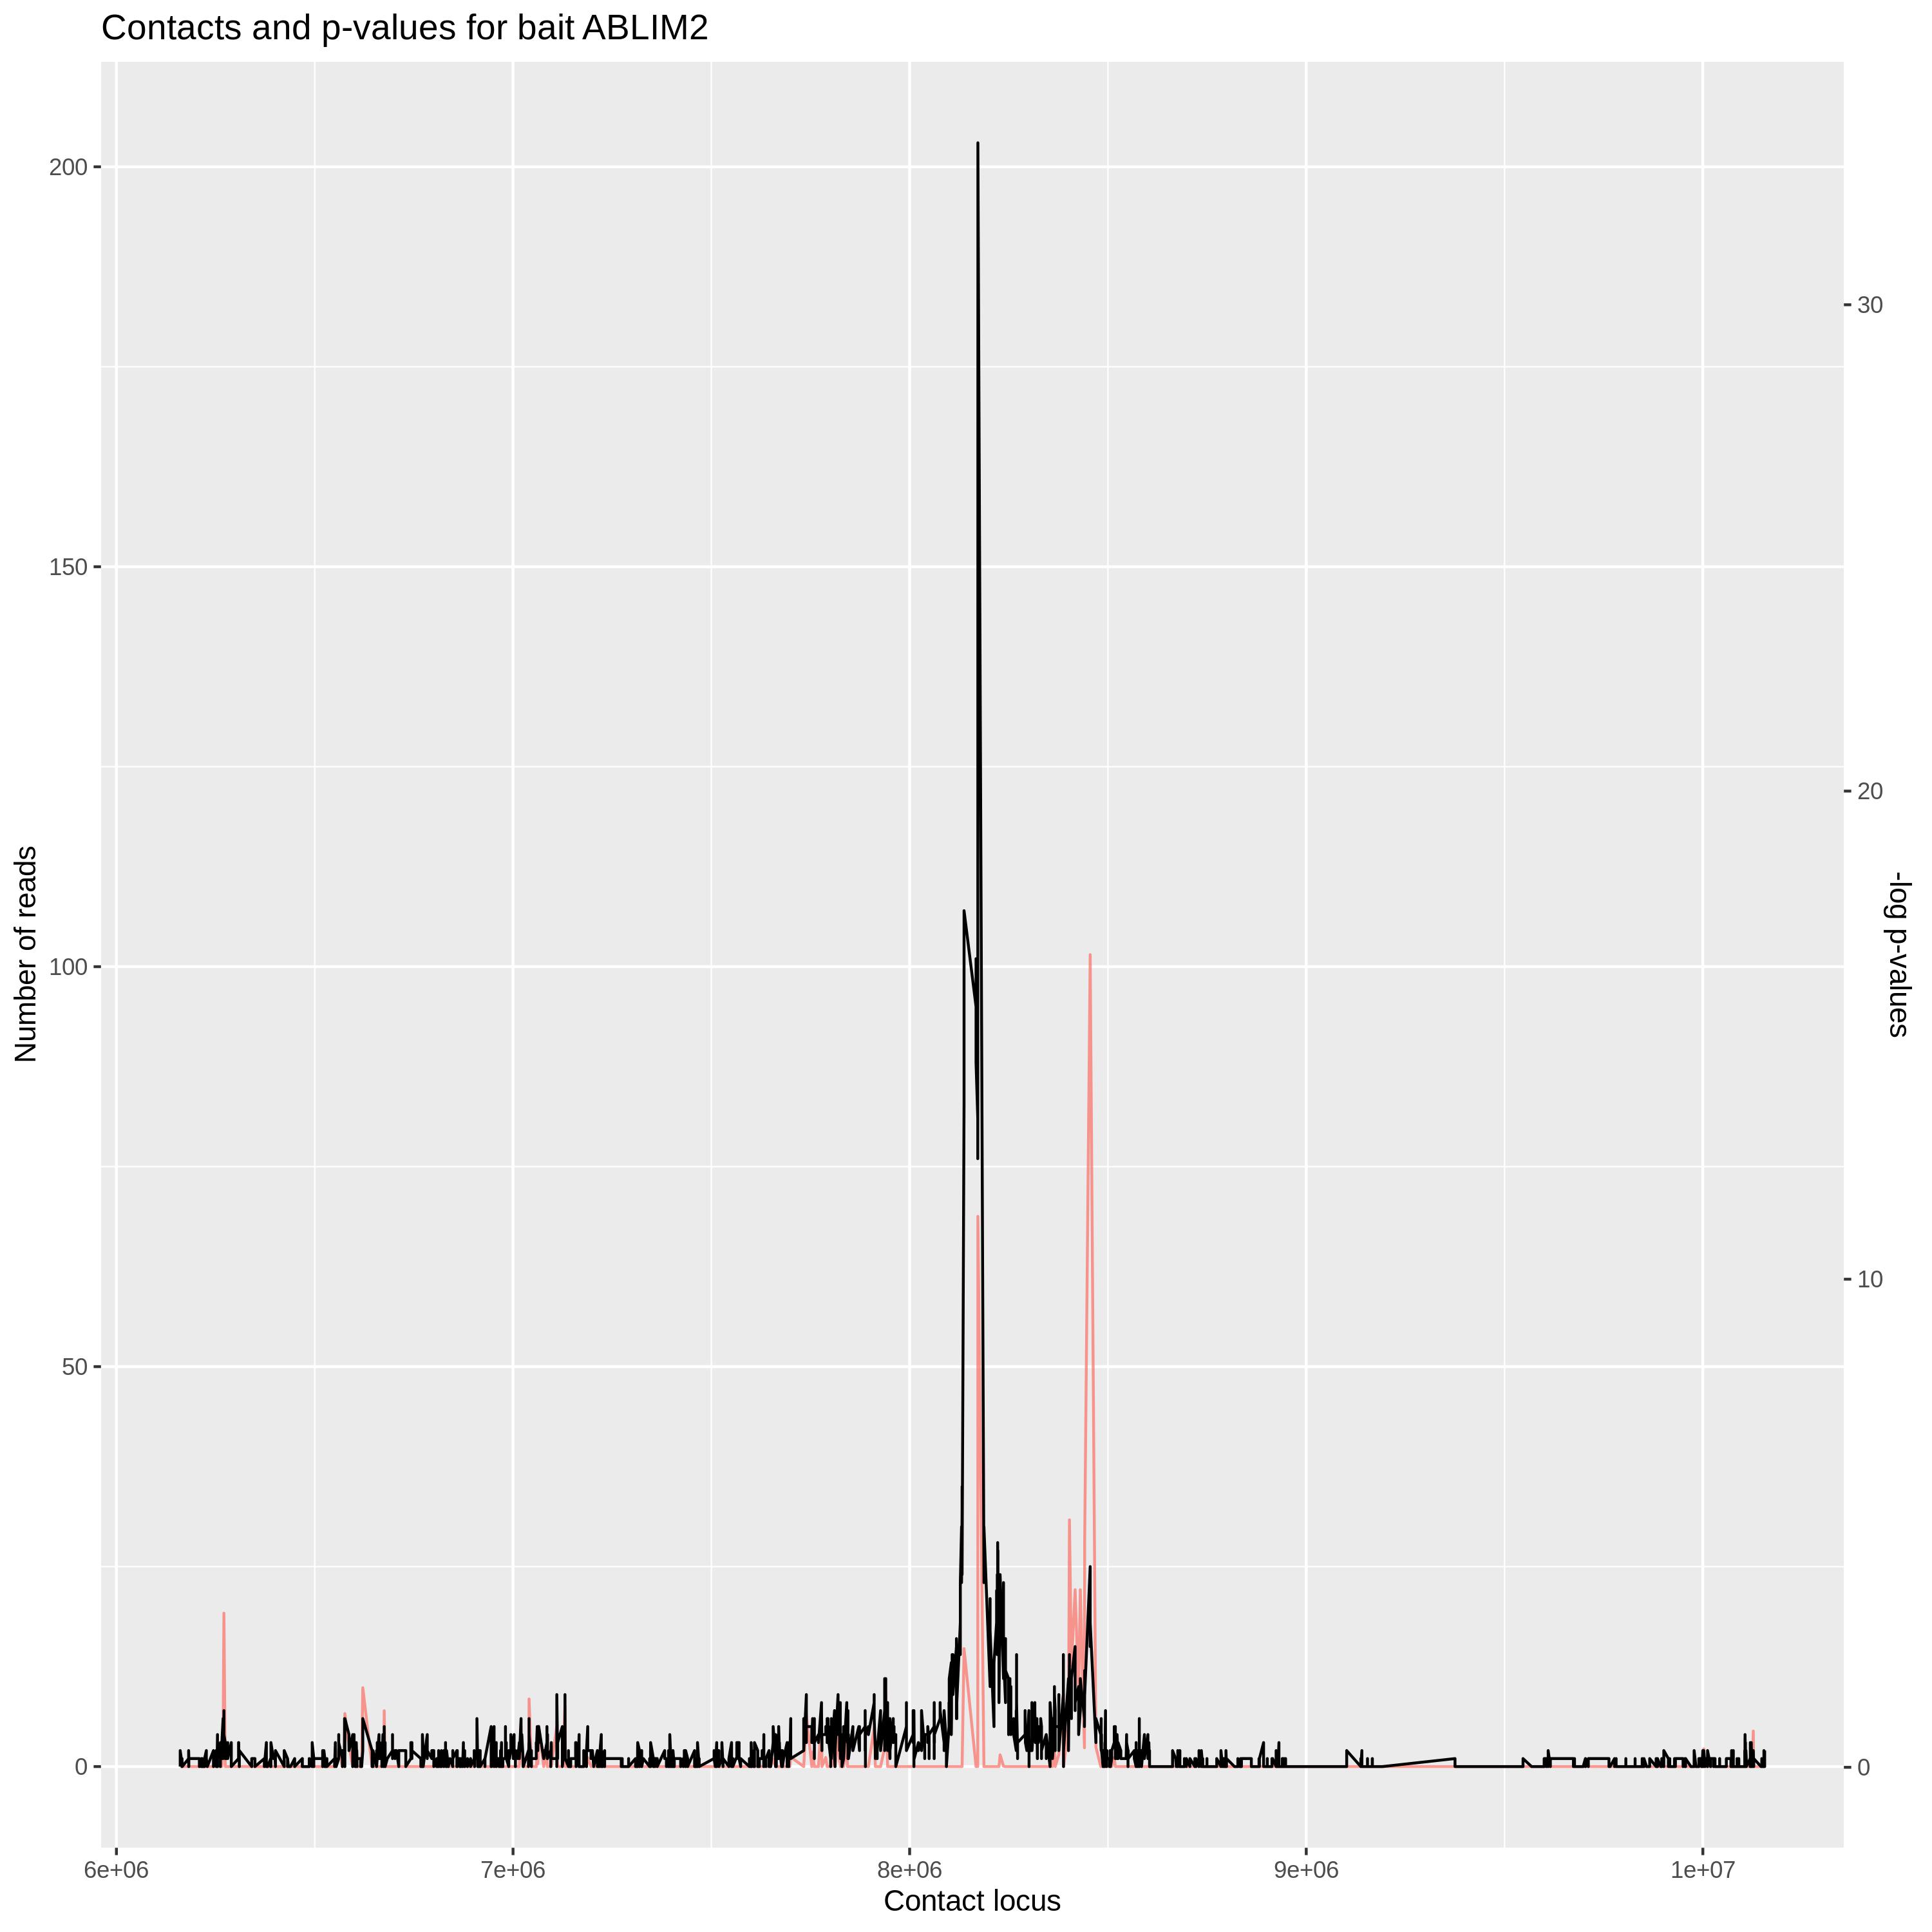 Contacts and p-values for bait ABLIM2
200
150
100
50
0
30
20
10
0
Number of reads
-log p-values
6e+06
7e+06
8e+06
9e+06
1e+07
Contact locus